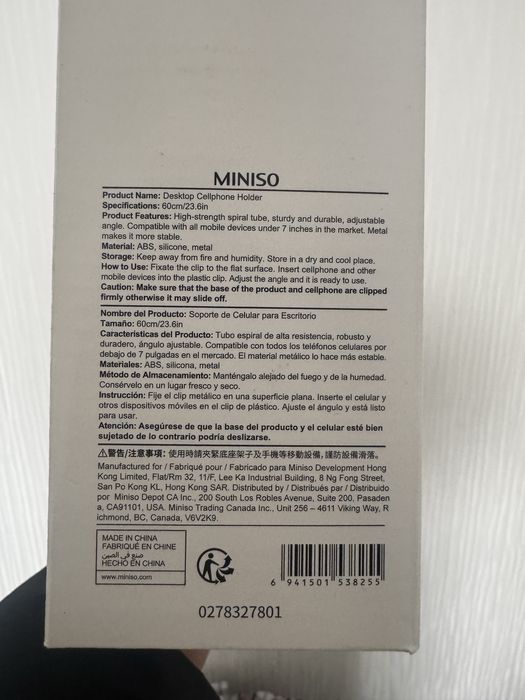 MINISO
Product Name: Desktop Cellphone Holder
Specifications: 60cm/23.6in
Product Features: High-strength spiral tube, sturdy and durable, adjustable
angle. Compatible with all mobile devices under 7 inches in the market. Metal
makes it more stable.
Material: ABS, silicone, metal
Storage: Keep away from fire and humidity. Store in a dry and cool place.
How to Use: Fixate the clip to the flat surface. Insert cellphone and other
mobile devices into the plastic clip. Adjust the angle and it is ready to use.
Caution: Make sure that the base of the product and cellphone are clipped
firmly otherwise it may slide off.
Nombre del Producto: Soporte de Celular para Escritorio
Tamaño: 60cm/23.6in
Características del Producto: Tubo espiral de alta resistencia, robusto y
duradero, ángulo ajustable. Compatible con todos los teléfonos celulares por
debajo de 7 pulgadas en el mercado. El material metálico lo hace más estable.
Materiales: ABS, silicona, metal
Método de Almacenamiento: Manténgalo alejado del fuego y de la humedad.
Consérvelo en un lugar fresco y seco.
Instrucción: Fije el clip metálico en una superficie plana. Inserte el celular y
otros dispositivos móviles en el clip de plástico. Ajuste el ángulo y está listo
para usar.
Atención: Asegúrese de que la base del producto y el celular esté bien
sujetado de lo contrario podría deslizarse.
⚠警告/注意事項: 使用時請夾緊底座架子及手機等移動設備, 謹防設備滑落。
Manufactured for / Fabriqué pour / Fabricado para Miniso Development Hong
Kong Limited, Flat/Rm 32, 11/F, Lee Ka Industrial Building, 8 Ng Fong Street,
San Po Kong KL, Hong Kong SAR. Distributed by / Distribués par / Distribuido
por Miniso Depot CA Inc., 200 South Los Robles Avenue, Suite 200, Pasaden
a, CA91101, USA. Miniso Trading Canada Inc., Unit 256 – 4611 Viking Way, R
ichmond, BC, Canada, V6V2K9.
MADE IN CHINA
FABRIQUÉ EN CHINE
صنع في الصين
HECHO EN CHINA
www.miniso.com
6 941501 538255
0278327801